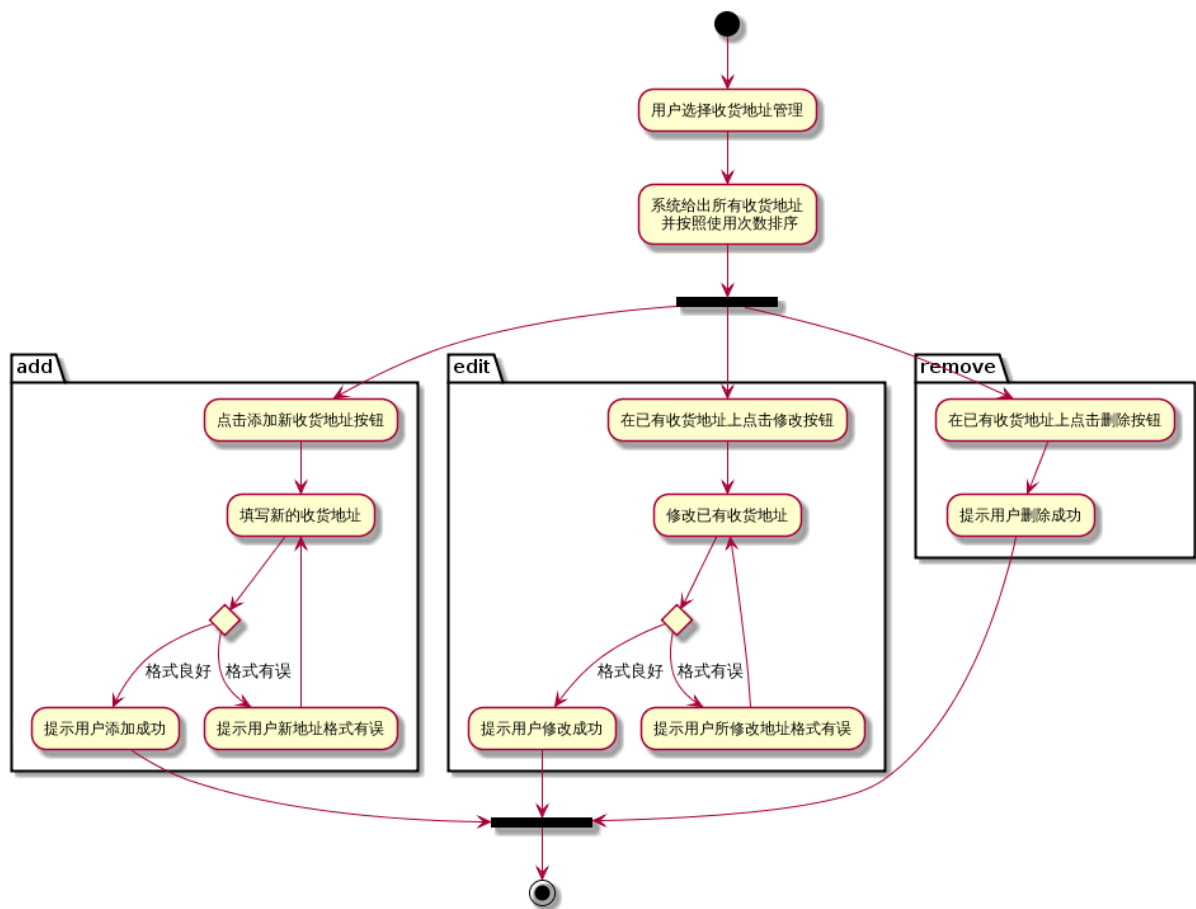 用户选择收货地址管理
系统给出所有收货地址
并按照使用次数排序
add
edit
remove
点击添加新收货地址按钮
在已有收货地址上点击修改按钮
在已有收货地址上点击删除按钮
填写新的收货地址
修改已有收货地址
提示用户删除成功
格式良好
格式有误
格式良好
格式有误
提示用户添加成功
提示用户新地址格式有误
提示用户修改成功
提示用户所修改地址格式有误